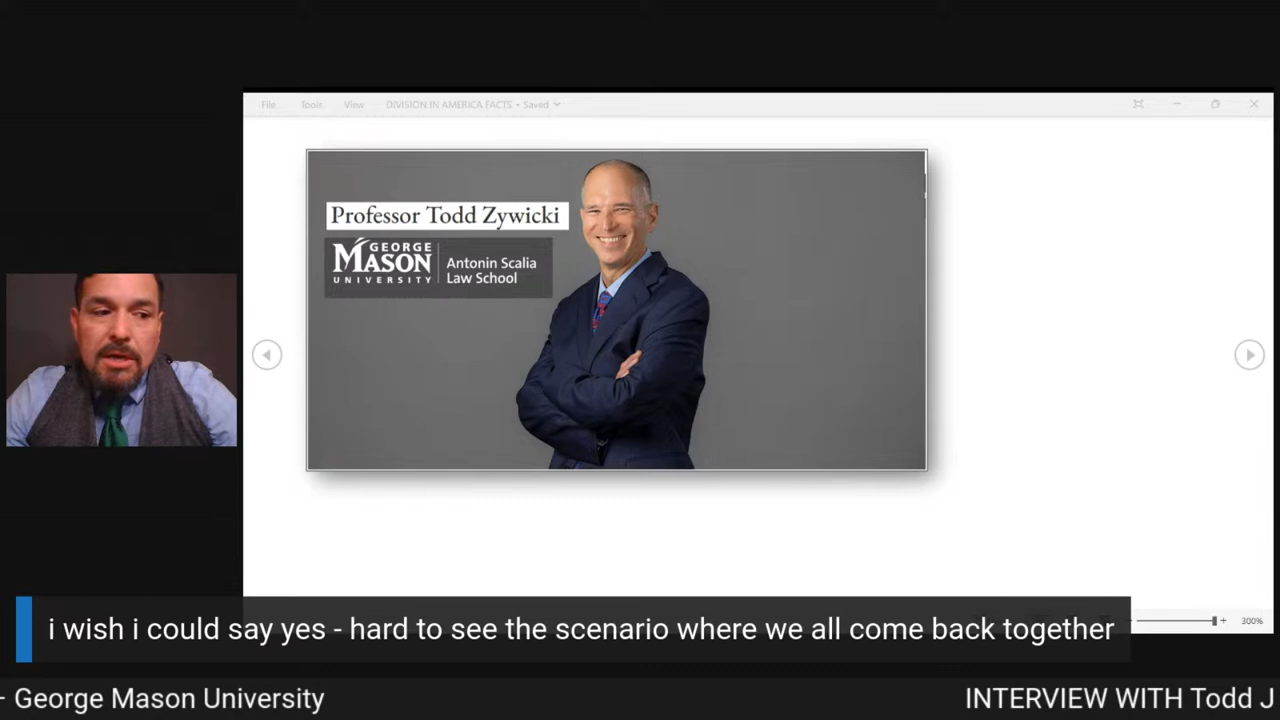 File Tools View DIVISION IN AMERICA FACTS • Saved
Professor Todd Zywicki
GEORGE
MASON
UNIVERSITY
Antonin Scalia
Law School
i wish i could say yes - hard to see the scenario where we all come back together
300%
- George Mason University
INTERVIEW WITH Todd J